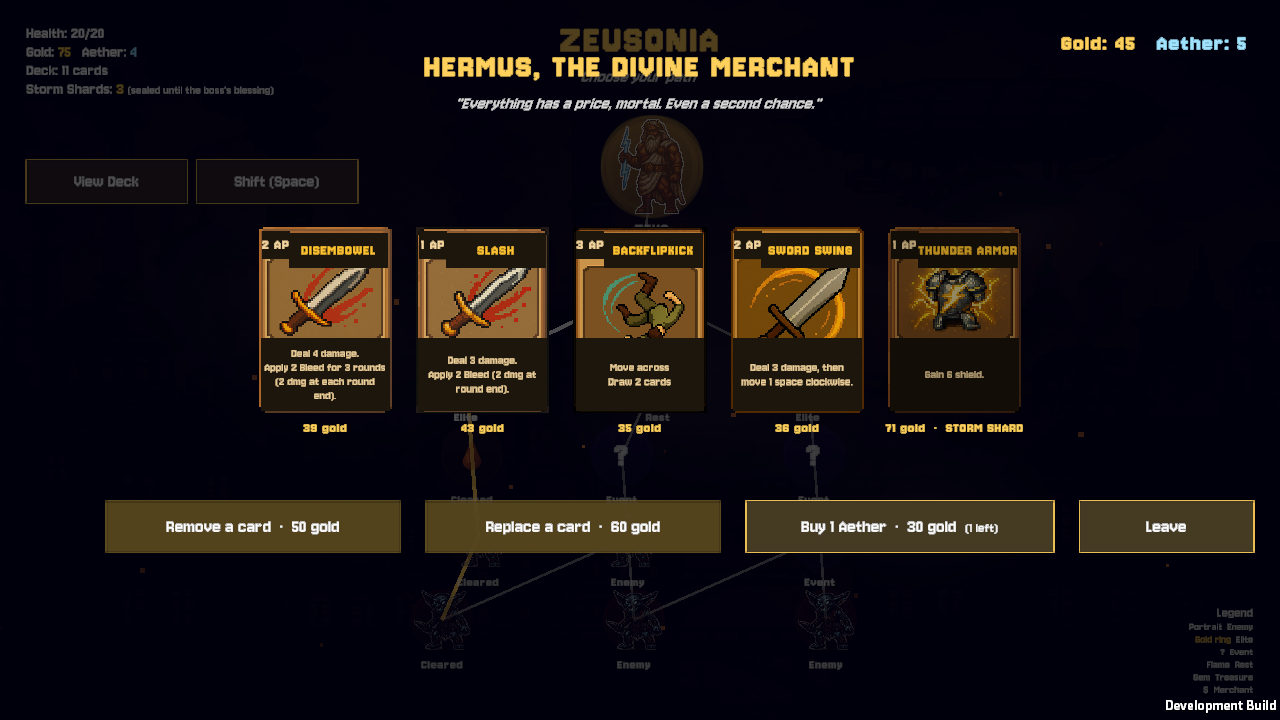 Health: 20/20
Gold: 75 Aether: 4
Deck: 11 cards
Storm Shards: 3 (sealed until the boss's blessing)
ZEUSONIA
choose your path
HERMUS, THE DIVINE MERCHANT
"Everything has a price, mortal. Even a second chance."
Gold: 45 Aether: 5
View Deck
Shift (Space)
2 AP DISEMBOWEL
Deal 4 damage.
Apply 2 Bleed for 3 rounds
(2 dmg at each round
end).
39 gold
1 AP SLASH
Deal 3 damage.
Apply 2 Bleed (2 dmg at
round end).
43 gold
3 AP BACKFLIPKICK
Move across
Draw 2 cards
35 gold
2 AP SWORD SWING
Deal 3 damage, then
move 1 space clockwise.
36 gold
1 AP THUNDER ARMOR
Gain 6 shield.
71 gold · STORM SHARD
Elite
Rest
Elite
?
?
Cleared
Event
Event
Remove a card · 50 gold
Replace a card · 60 gold
Buy 1 Aether · 30 gold (1 left)
Leave
Cleared
Enemy
Event
Cleared
Enemy
Enemy
Legend
Portrait Enemy
Gold ring Elite
? Event
Flame Rest
Gem Treasure
$ Merchant
Development Build